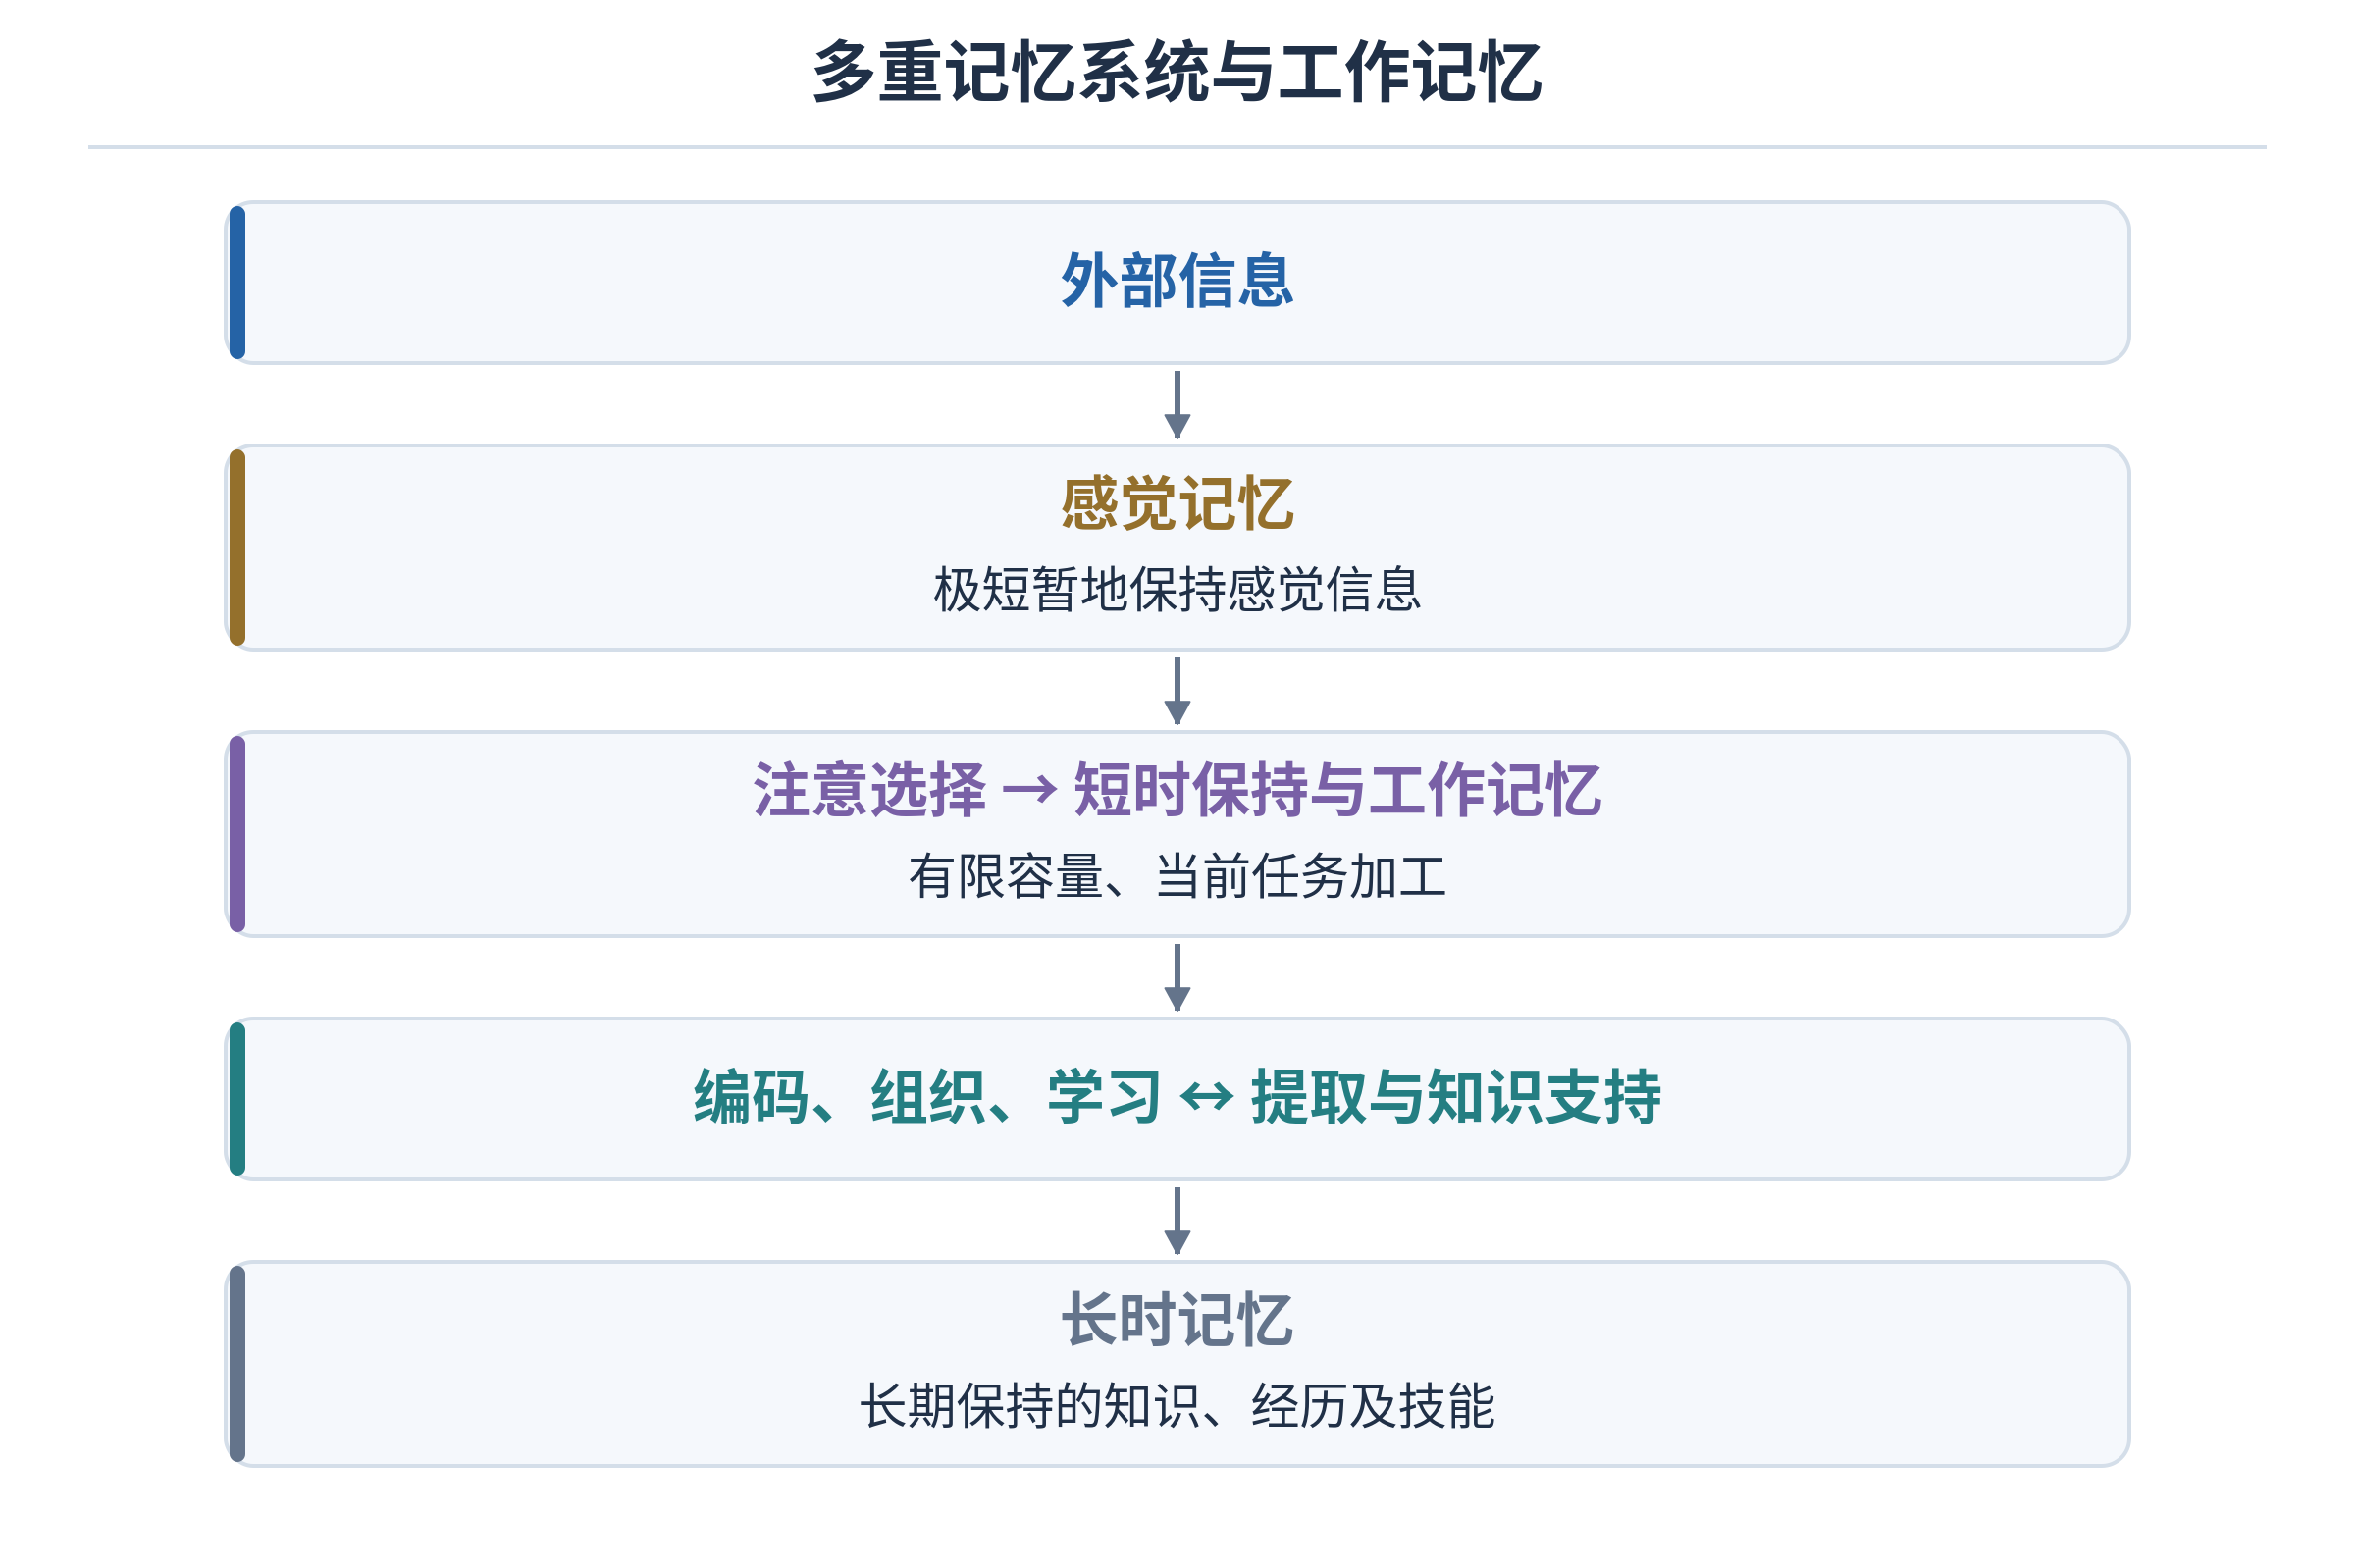 多重记忆系统与工作记忆
外部信息
感觉记忆
极短暂地保持感觉信息
注意选择 → 短时保持与工作记忆
有限容量、当前任务加工
编码、组织、学习 ↔ 提取与知识支持
长时记忆
长期保持的知识、经历及技能